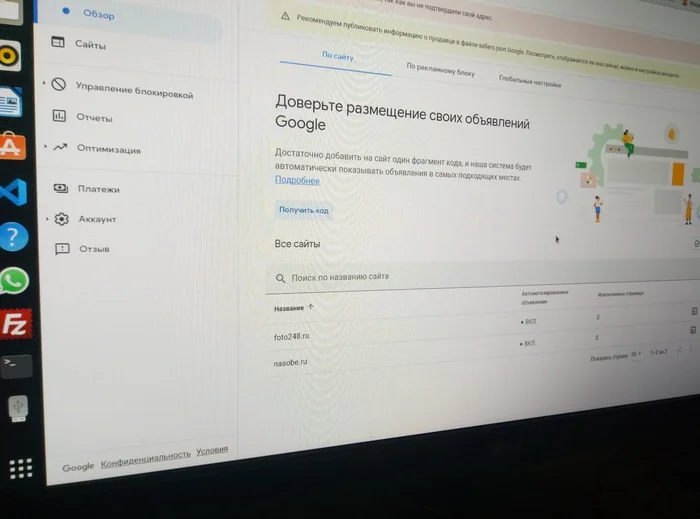 так как вы не подтвердили свой адрес.
Рекомендуем публиковать информацию о продавце в файле sellers.json Google. Посмотреть, отображается ли она сейчас, можно в настройках аккаунта
Обзор
Сайты
Управление блокировкой
Отчеты
Оптимизация
Платежи
Аккаунт
Отзыв
Google Конфиденциальность Условия
По сайту
По рекламному блоку
Глобальные настройки
Доверьте размещение своих объявлений
Google
Достаточно добавить на сайт один фрагмент кода, и наша система будет
автоматически показывать объявления в самых подходящих местах.
Подробнее
Получить код
Все сайты
Поиск по названию сайта
Название
Автоматизированные
объявления
Исключенные страницы
foto248.ru
ВКЛ.
0
nasobe.ru
ВКЛ.
0
Показать строки: 10
1–2 из 2
A
?
FZ
>_